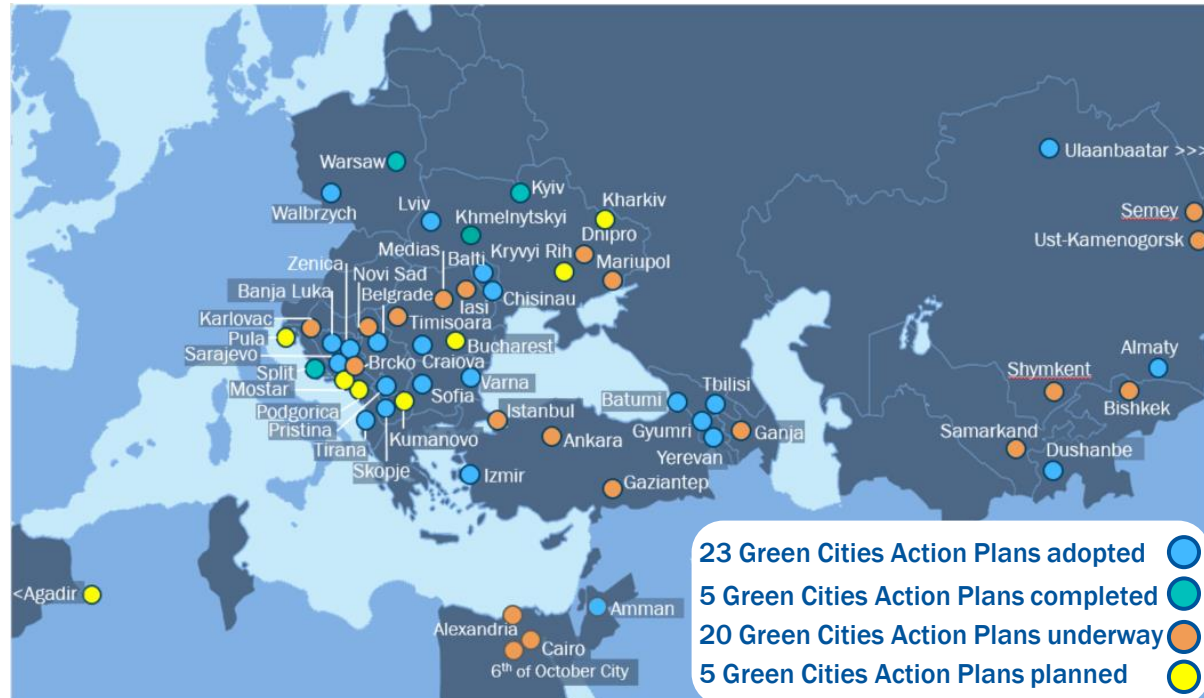 Warsaw
Kyiv
Ulaanbaatar >>>
Walbrzych
Lviv
Khmelnytskyi
Kharkiv
Semey
Dnipro
Ust-Kamenogorsk
Medias
Balti
Kryvyi Rih
Mariupol
Zenica
Novi Sad
Banja Luka
Belgrade
Iasi
Chisinau
Karlovac
Timisoara
Pula
Bucharest
Sarajevo
Brcko
Craiova
Almaty
Split
Shymkent
Mostar
Sofia
Varna
Tbilisi
Batumi
Bishkek
Podgorica
Istanbul
Pristina
Gyumri
Ganja
Kumanovo
Ankara
Samarkand
Tirana
Yerevan
Dushanbe
Skopje
Izmir
Gaziantep
<Agadir
Amman
Alexandria
Cairo
6th of October City
23 Green Cities Action Plans adopted
5 Green Cities Action Plans completed
20 Green Cities Action Plans underway
5 Green Cities Action Plans planned